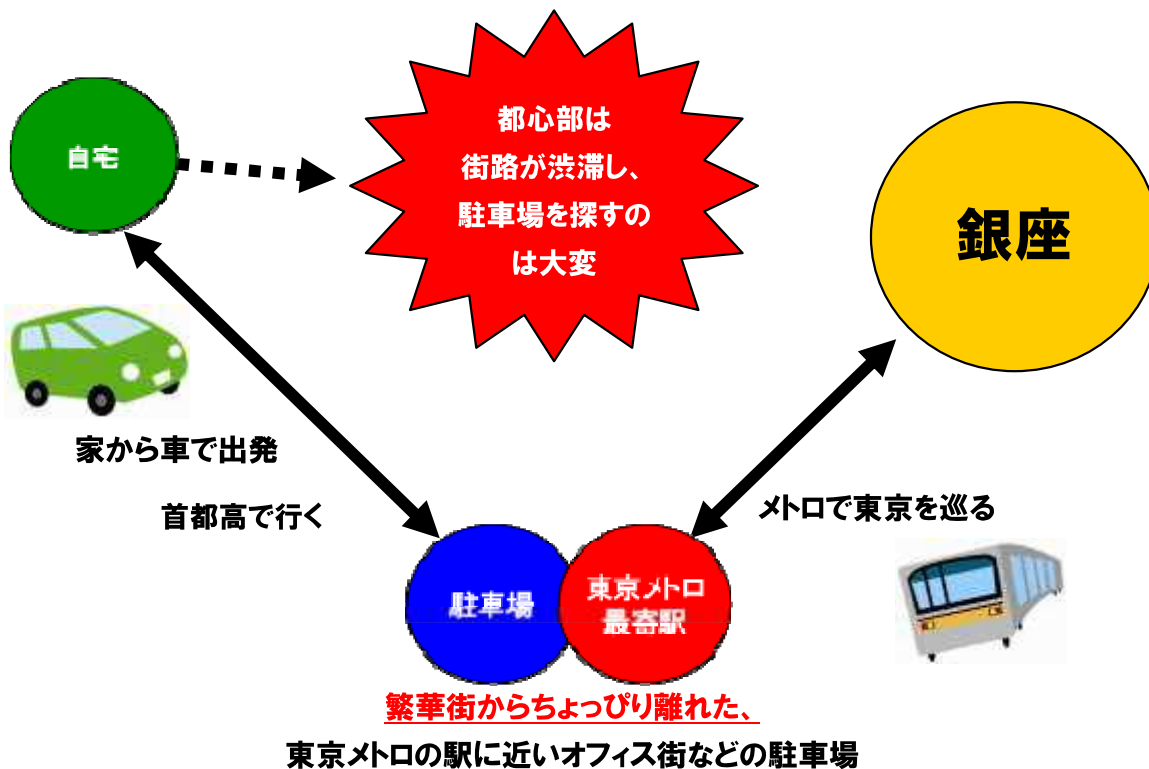 自宅
都心部は
街路が渋滞し、
駐車場を探すの
は大変
銀座
家から車で出発
首都高で行く
メトロで東京を巡る
駐車場
東京メトロ
最寄駅
繁華街からちょっぴり離れた、
東京メトロの駅に近いオフィス街などの駐車場